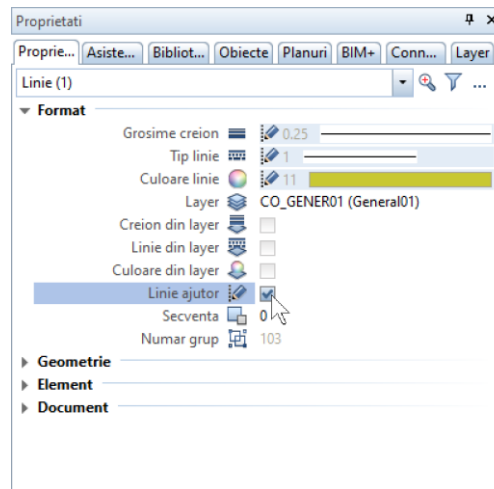 Proprietati
Proprie... Asiste... Bibliot... Obiecte Planuri BIM+ Conn... Layer
Linie (1)
Format
Grosime creion 0.25
Tip linie 1
Culoare linie 11
Layer CO_GENER01 (General01)
Creion din layer
Linie din layer
Culoare din layer
Linie ajutor
Secventa 0
Numar grup 103
Geometrie
Element
Document